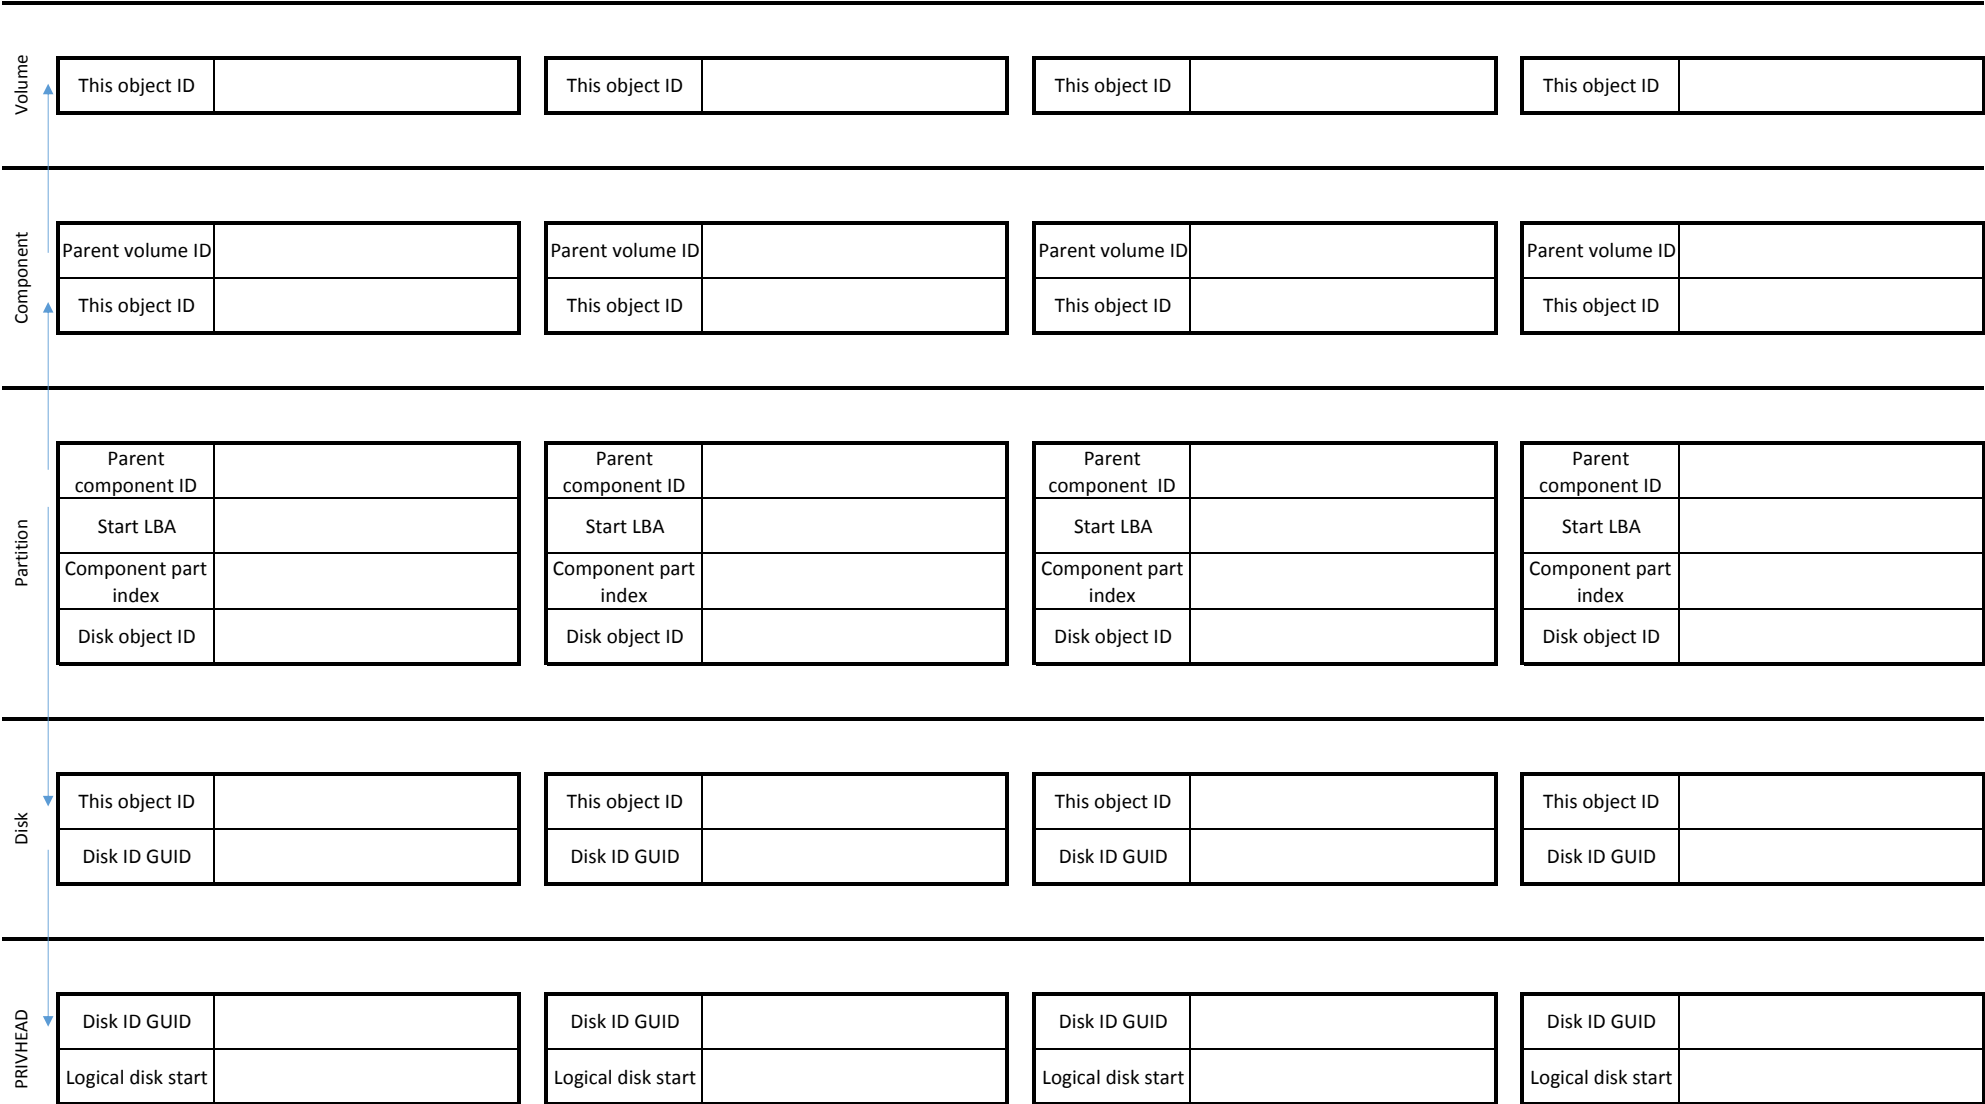 Volume
This object ID This object ID This object ID This object ID
Component
Parent volume ID Parent volume ID Parent volume ID Parent volume ID
This object ID This object ID This object ID This object ID
Partition
Parent Parent Parent Parent
component ID component ID component  ID component ID
Start LBA Start LBA Start LBA Start LBA
Component part Component part Component part Component part
index index index index
Disk object ID Disk object ID Disk object ID Disk object ID
Disk
This object ID This object ID This object ID This object ID
Disk ID GUID Disk ID GUID Disk ID GUID Disk ID GUID
PRIVHEAD
Disk ID GUID Disk ID GUID Disk ID GUID Disk ID GUID
Logical disk start Logical disk start Logical disk start Logical disk start